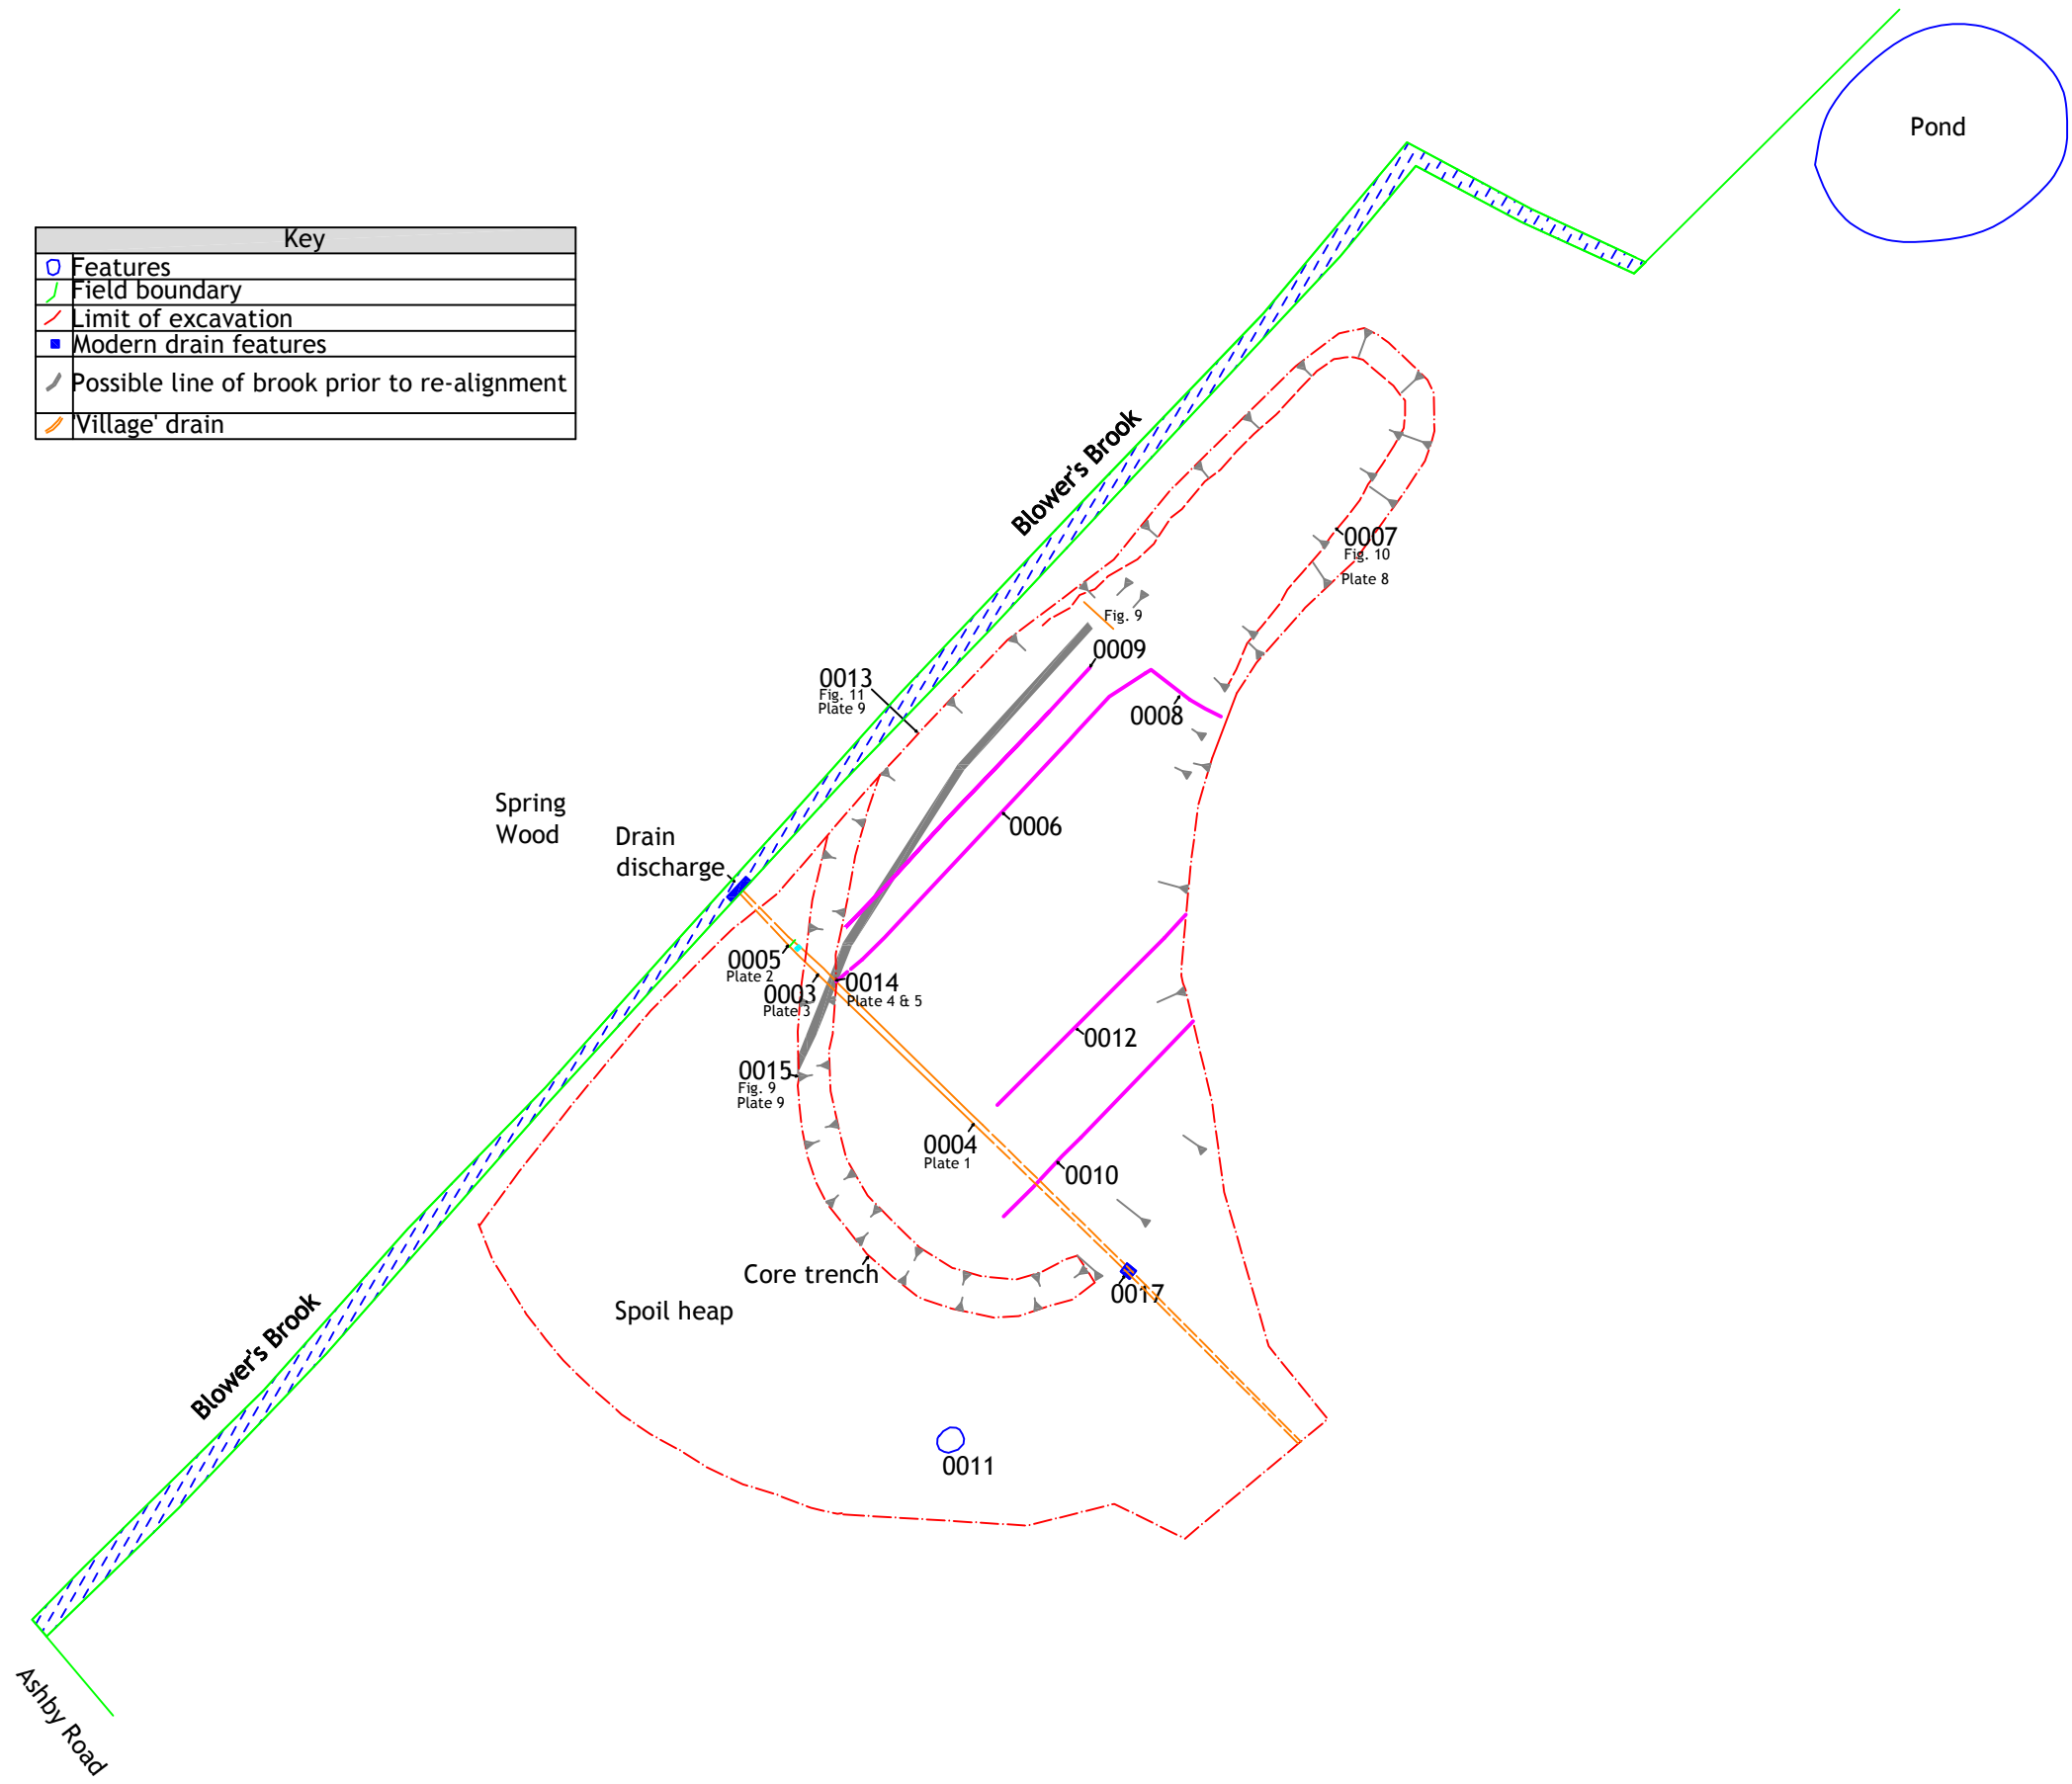 Pond
Key
Features
Field boundary
Limit of excavation
Modern drain features
Possible line of brook prior to re-alignment
'Village' drain
Blower's Brook
0007
Fig. 10
Plate 8
Fig. 9
0009
0013
Fig. 11
Plate 9
0008
Spring
Wood
Drain
discharge
0006
0005
Plate 2
0003
Plate 3
0014
Plate 4 & 5
0012
0015
Fig. 9
Plate 9
0004
Plate 1
0010
Core trench
0017
Spoil heap
Blower's Brook
0011
Ashby Road